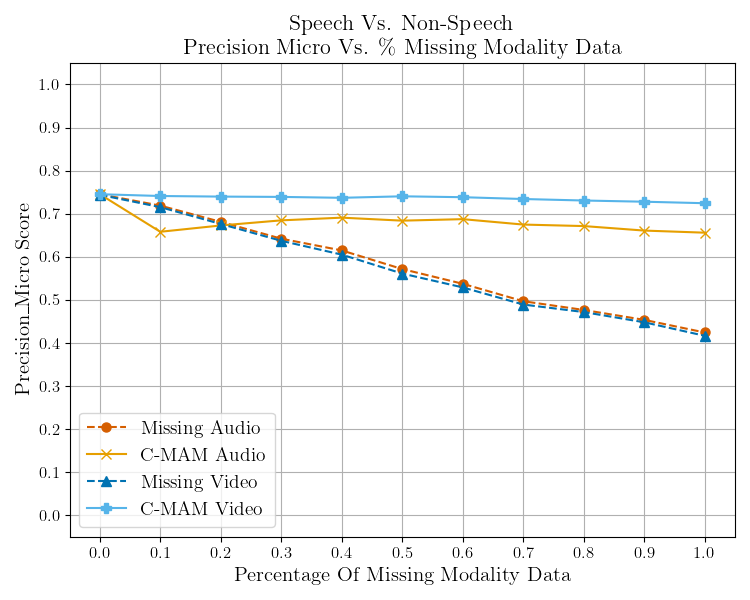 Speech Vs. Non-Speech
Precision Micro Vs. % Missing Modality Data
Precision_Micro Score
1.0
0.9
0.8
0.7
0.6
0.5
0.4
0.3
0.2
0.1
0.0
Missing Audio
C-MAM Audio
Missing Video
C-MAM Video
0.0 0.1 0.2 0.3 0.4 0.5 0.6 0.7 0.8 0.9 1.0
Percentage Of Missing Modality Data